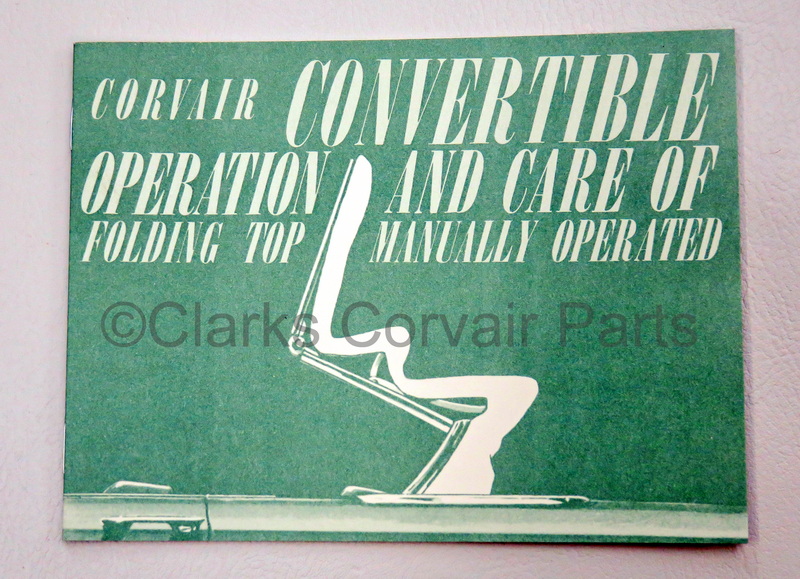 CORVAIR CONVERTIBLE
OPERATION AND CARE OF
FOLDING TOP MANUALLY OPERATED
©Clarks Corvair Parts